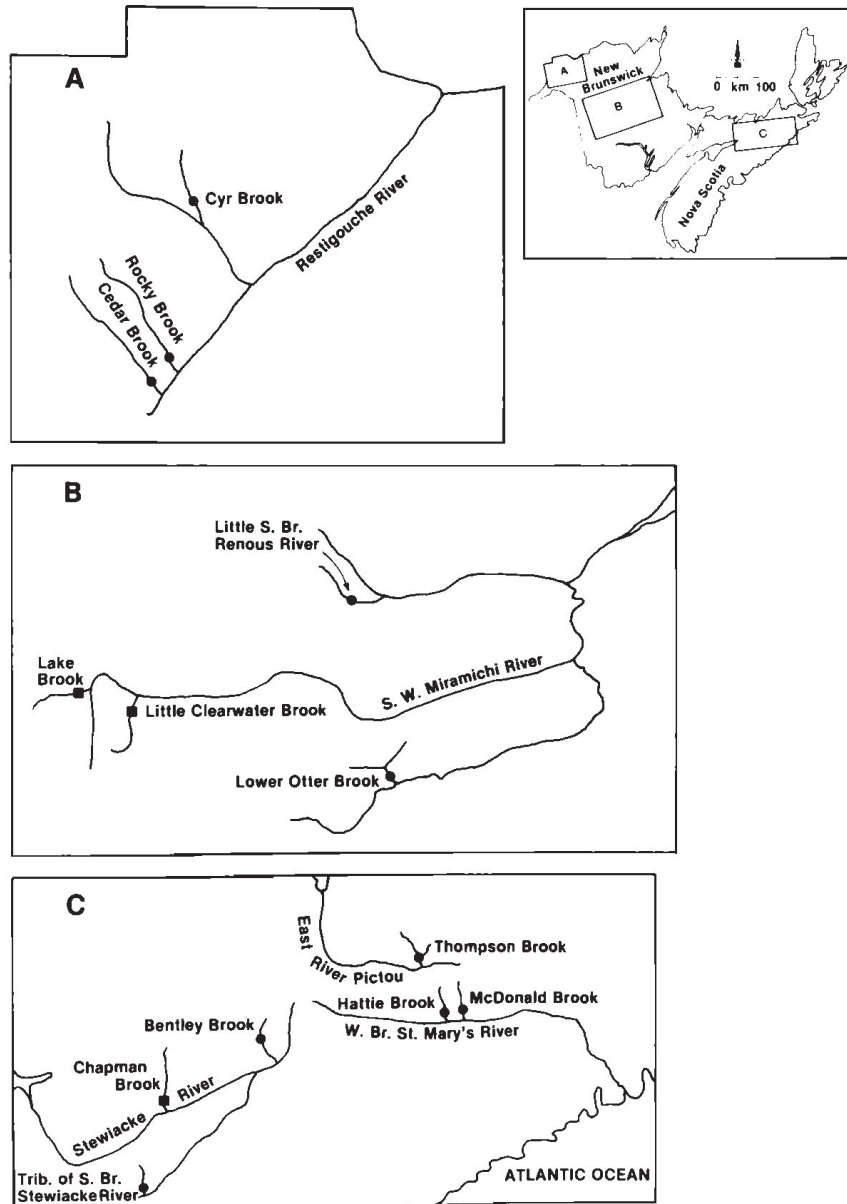 A
Cyr Brook
Restigouche River
Rocky Brook
Cedar Brook
A
New
Brunswick
B
0 km 100
C
Nova Scotia
B
Little S. Br.
Renous River
Lake
Brook
S. W. Miramichi River
Little Clearwater Brook
Lower Otter Brook
C
East
River Pictou
Thompson Brook
Hattie Brook
McDonald Brook
W. Br. St. Mary's River
Bentley Brook
Chapman
Brook
Stewiacke River
Trib. of S. Br.
Stewiacke River
ATLANTIC OCEAN